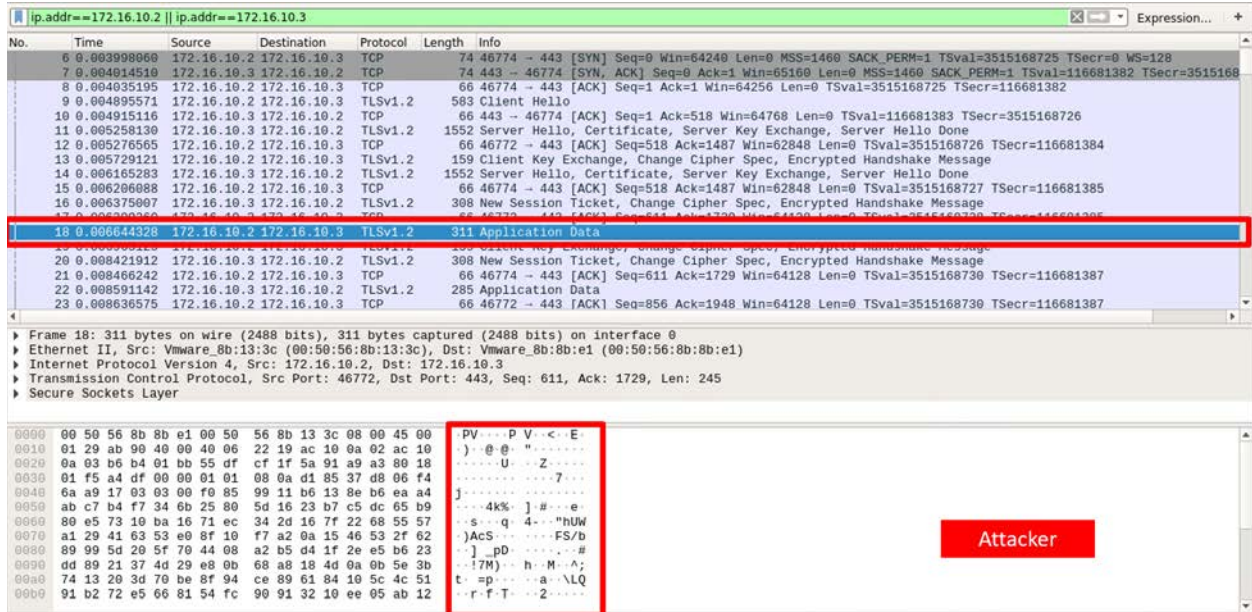 ip.addr==172.16.10.2 || ip.addr==172.16.10.3 Expression... +
No. Time Source Destination Protocol Length Info
6 0.003998060 172.16.10.2 172.16.10.3 TCP 74 46774 → 443 [SYN] Seq=0 Win=64240 Len=0 MSS=1460 SACK_PERM=1 TSval=3515168725 TSecr=0 WS=128
7 0.004014510 172.16.10.3 172.16.10.2 TCP 74 443 → 46774 [SYN, ACK] Seq=0 Ack=1 Win=65160 Len=0 MSS=1460 SACK_PERM=1 TSval=116681382 TSecr=3515168
8 0.004035195 172.16.10.2 172.16.10.3 TCP 66 46774 → 443 [ACK] Seq=1 Ack=1 Win=64256 Len=0 TSval=3515168725 TSecr=116681382
9 0.004895571 172.16.10.2 172.16.10.3 TLSv1.2 583 Client Hello
10 0.004915116 172.16.10.3 172.16.10.2 TCP 66 443 → 46774 [ACK] Seq=1 Ack=518 Win=64768 Len=0 TSval=116681383 TSecr=3515168726
11 0.005258130 172.16.10.3 172.16.10.2 TLSv1.2 1552 Server Hello, Certificate, Server Key Exchange, Server Hello Done
12 0.005276565 172.16.10.2 172.16.10.3 TCP 66 46772 → 443 [ACK] Seq=518 Ack=1487 Win=62848 Len=0 TSval=3515168726 TSecr=116681384
13 0.005729121 172.16.10.2 172.16.10.3 TLSv1.2 159 Client Key Exchange, Change Cipher Spec, Encrypted Handshake Message
14 0.006165283 172.16.10.3 172.16.10.2 TLSv1.2 1552 Server Hello, Certificate, Server Key Exchange, Server Hello Done
15 0.006206088 172.16.10.2 172.16.10.3 TCP 66 46774 → 443 [ACK] Seq=518 Ack=1487 Win=62848 Len=0 TSval=3515168727 TSecr=116681385
16 0.006375007 172.16.10.3 172.16.10.2 TLSv1.2 308 New Session Ticket, Change Cipher Spec, Encrypted Handshake Message
18 0.006644328 172.16.10.2 172.16.10.3 TLSv1.2 311 Application Data
20 0.008421912 172.16.10.3 172.16.10.2 TLSv1.2 308 New Session Ticket, Change Cipher Spec, Encrypted Handshake Message
21 0.008466242 172.16.10.2 172.16.10.3 TCP 66 46774 → 443 [ACK] Seq=611 Ack=1729 Win=64128 Len=0 TSval=3515168730 TSecr=116681387
22 0.008591142 172.16.10.3 172.16.10.2 TLSv1.2 285 Application Data
23 0.008636575 172.16.10.2 172.16.10.3 TCP 66 46772 → 443 [ACK] Seq=856 Ack=1948 Win=64128 Len=0 TSval=3515168730 TSecr=116681387
Frame 18: 311 bytes on wire (2488 bits), 311 bytes captured (2488 bits) on interface 0
Ethernet II, Src: Vmware_8b:13:3c (00:50:56:8b:13:3c), Dst: Vmware_8b:8b:e1 (00:50:56:8b:8b:e1)
Internet Protocol Version 4, Src: 172.16.10.2, Dst: 172.16.10.3
Transmission Control Protocol, Src Port: 46772, Dst Port: 443, Seq: 611, Ack: 1729, Len: 245
Secure Sockets Layer
0000 00 50 56 8b 8b e1 00 50 56 8b 13 3c 08 00 45 00 ·PV····P V··<··E·
0010 01 29 ab 90 40 00 40 06 22 19 ac 10 0a 02 ac 10 ·)··@·@· "·······
0020 0a 03 b6 b4 01 bb 55 df cf 1f 5a 91 a9 a3 80 18 ······U· ··Z·····
0030 01 f5 a4 df 00 00 01 01 08 0a d1 85 37 d8 06 f4 ········ ····7···
0040 6a a9 17 03 03 00 f0 85 99 11 b6 13 8e b6 ea a4 j······· ········
0050 ab c7 b4 f7 34 6b 25 80 5d 16 23 b7 c5 dc 65 b9 ····4k%· ]·#···e·
0060 80 e5 73 10 ba 16 71 ec 34 2d 16 7f 22 68 55 57 ··s···q· 4-··"hUW
0070 a1 29 41 63 53 e0 8f 10 f7 a2 0a 15 46 53 2f 62 ·)AcS··· ····FS/b
0080 89 99 5d 20 5f 70 44 08 a2 b5 d4 1f 2e e5 b6 23 ··] _pD· ····.··#
0090 dd 89 21 37 4d 29 e8 0b 68 a8 18 4d 0a 0b 5e 3b ··!7M)·· h··M··^;
00a0 74 13 20 3d 70 be 8f 94 ce 89 61 84 10 5c 4c 51 t· =p··· ··a··\LQ
00b0 91 b2 72 e5 66 81 54 fc 90 91 32 10 ee 05 ab 12 ··r·f·T· ··2·····
Attacker